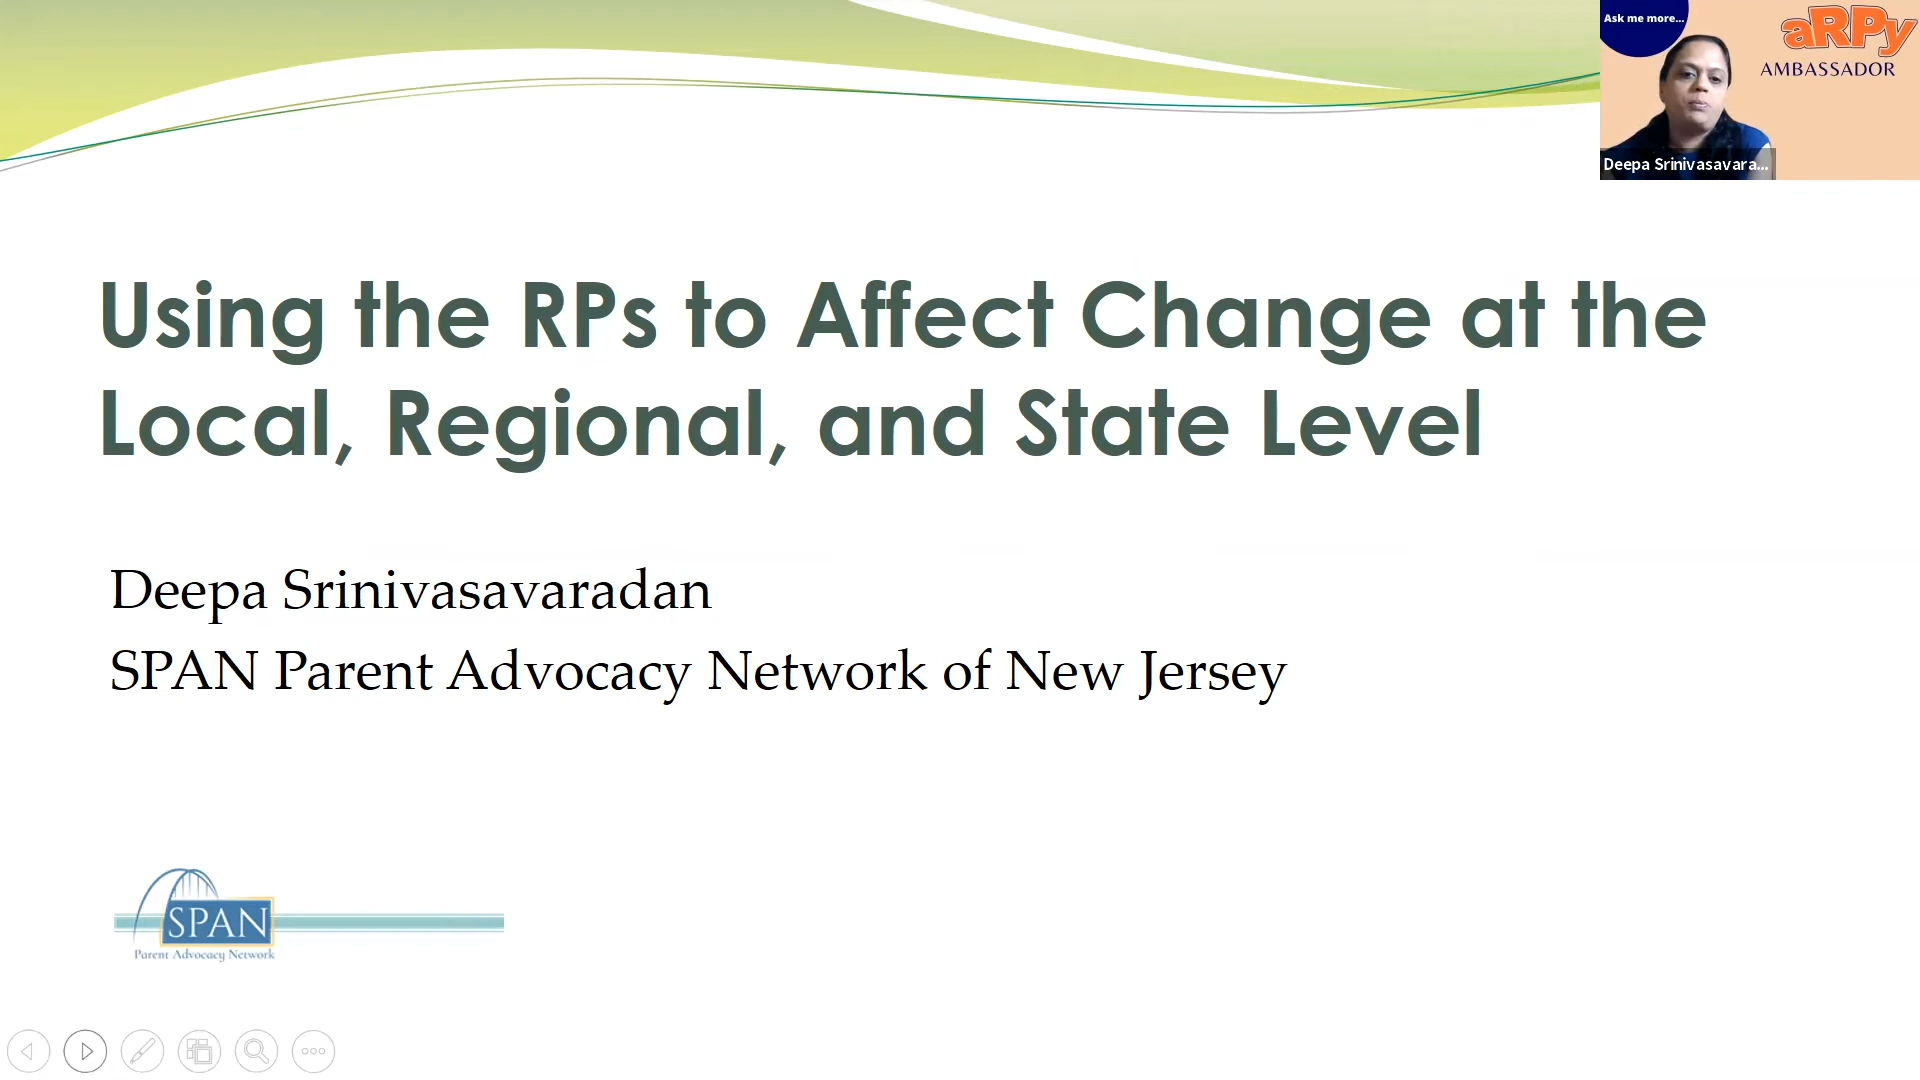 Ask me more...
aRPy
AMBASSADOR
Deepa Srinivasavara...
Using the RPs to Affect Change at the
Local, Regional, and State Level
Deepa Srinivasavaradan
SPAN Parent Advocacy Network of New Jersey
SPAN
Parent Advocacy Network